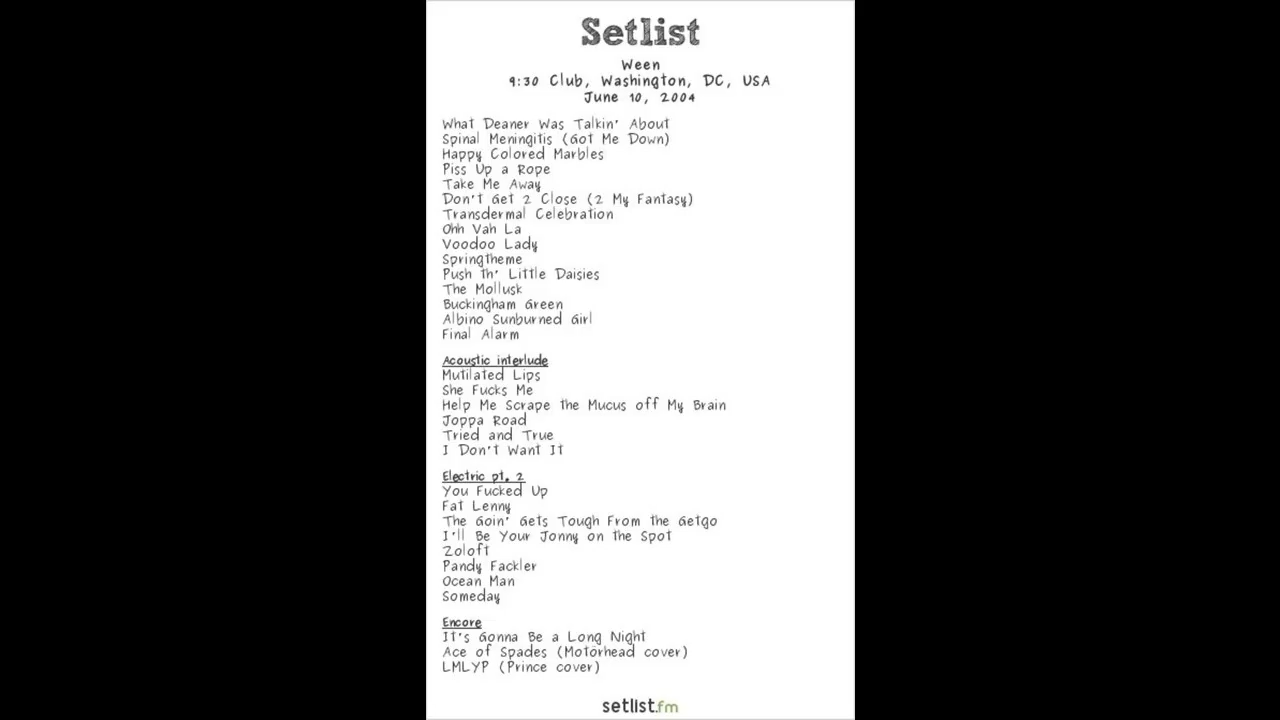 Setlist
Ween
9:30 Club, Washington, DC, USA
June 10, 2004
What Deaner Was Talkin' About
Spinal Meningitis (Got Me Down)
Happy Colored Marbles
Piss Up a Rope
Take Me Away
Don't Get 2 Close (2 My Fantasy)
Transdermal Celebration
Ohh Vah La
Voodoo Lady
Springtheme
Push th' Little Daisies
The Mollusk
Buckingham Green
Albino Sunburned Girl
Final Alarm
Acoustic interlude
Mutilated Lips
She Fucks Me
Help Me Scrape the Mucus off My Brain
Joppa Road
Tried and True
I Don't Want It
Electric pt. 2
You Fucked Up
Fat Lenny
The Goin' Gets Tough From the Getgo
I'll Be Your Jonny on the Spot
Zoloft
Pandy Fackler
Ocean Man
Someday
Encore
It's Gonna Be a Long Night
Ace of Spades (Motörhead cover)
LMLYP (Prince cover)
setlist.fm